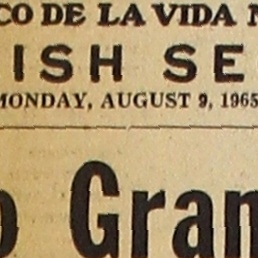 CO DE LA VIDA N
ISH SE
MONDAY, AUGUST 9, 1965
o Gran